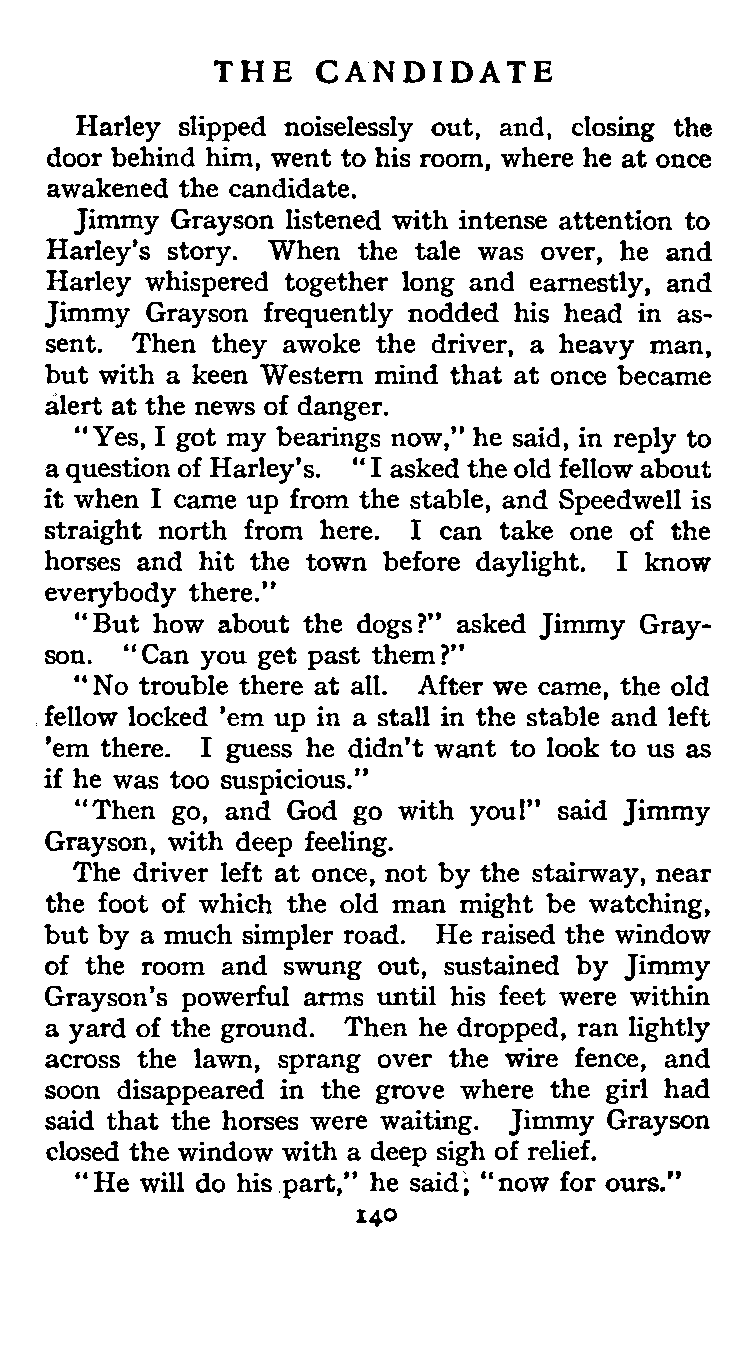 THE CANDIDATE
Harley slipped noiselessly out, and, closing the
door behind him, went to his room, where he at once
awakened the candidate.
Jimmy Grayson listened with intense attention to
Harley's story. When the tale was over, he and
Harley whispered together long and earnestly, and
Jimmy Grayson frequently nodded his head in as-
sent. Then they awoke the driver, a heavy man,
but with a keen Western mind that at once became
alert at the news of danger.
"Yes, I got my bearings now," he said, in reply to
a question of Harley's. "I asked the old fellow about
it when I came up from the stable, and Speedwell is
straight north from here. I can take one of the
horses and hit the town before daylight. I know
everybody there."
"But how about the dogs?" asked Jimmy Gray-
son. "Can you get past them?"
"No trouble there at all. After we came, the old
fellow locked 'em up in a stall in the stable and left
'em there. I guess he didn't want to look to us as
if he was too suspicious."
"Then go, and God go with you!" said Jimmy
Grayson, with deep feeling.
The driver left at once, not by the stairway, near
the foot of which the old man might be watching,
but by a much simpler road. He raised the window
of the room and swung out, sustained by Jimmy
Grayson's powerful arms until his feet were within
a yard of the ground. Then he dropped, ran lightly
across the lawn, sprang over the wire fence, and
soon disappeared in the grove where the girl had
said that the horses were waiting. Jimmy Grayson
closed the window with a deep sigh of relief.
"He will do his part," he said; "now for ours."
140